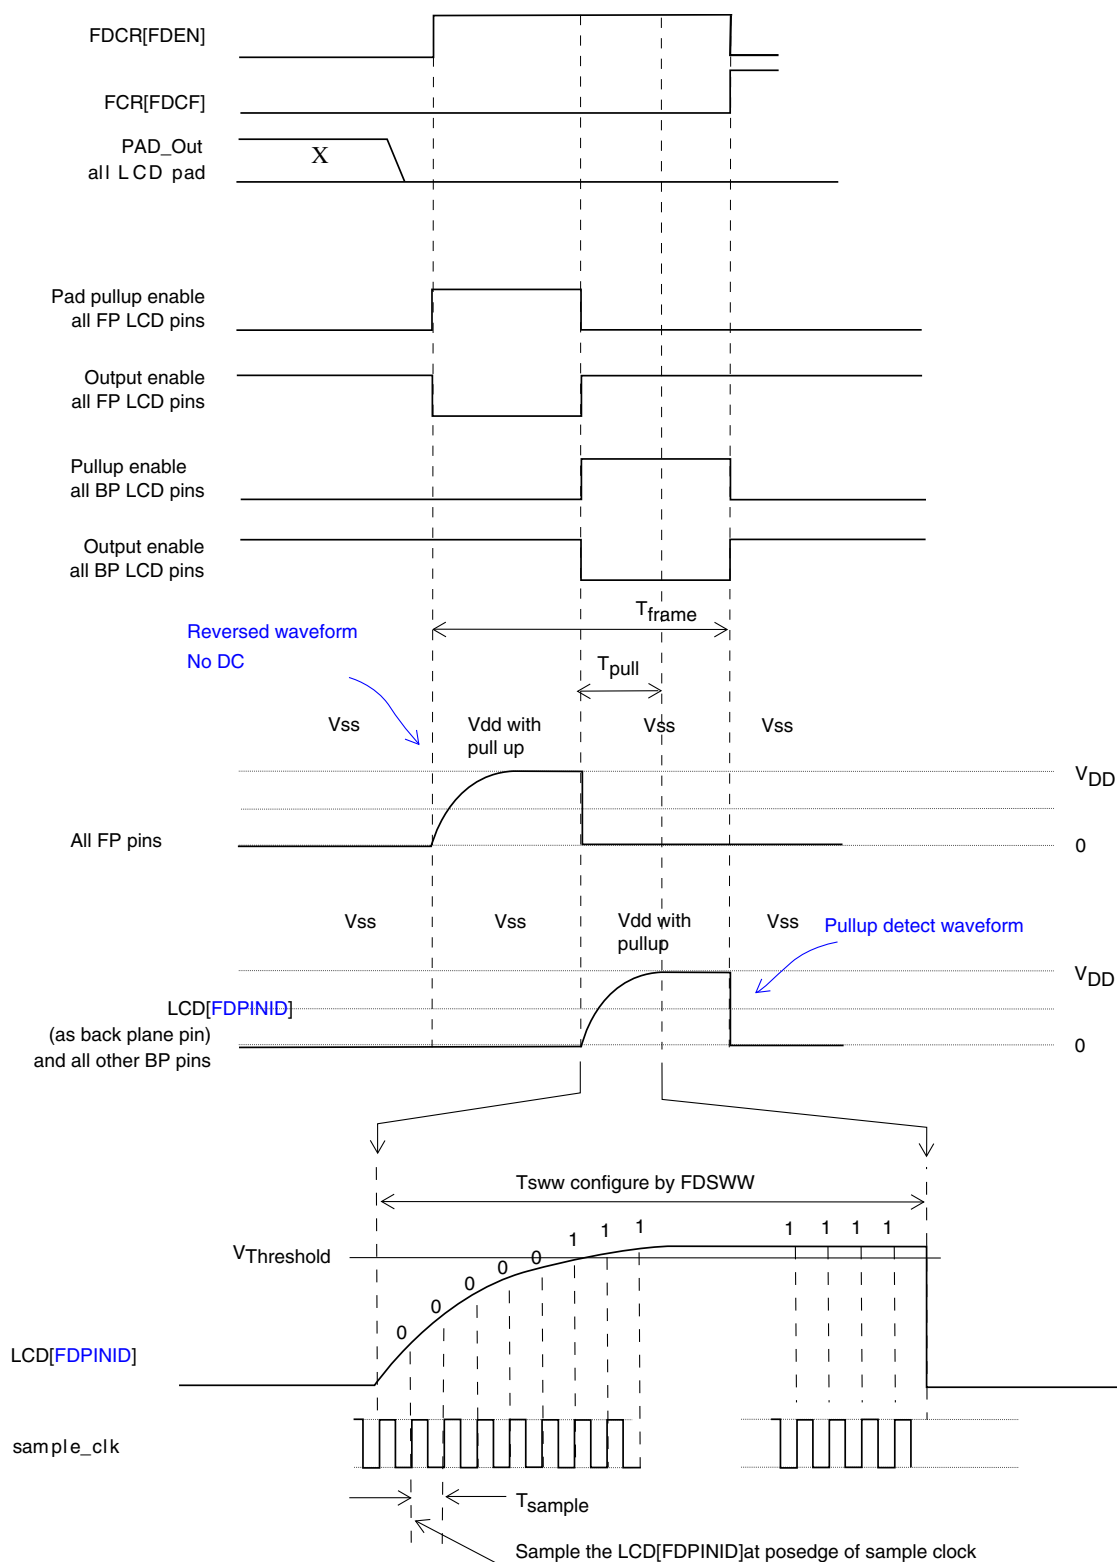 FDCR[FDEN]
FCR[FDCF]
PAD_Out
all LCD pad
X
Pad pullup enable
all FP LCD pins
Output enable
all FP LCD pins
Pullup enable
all BP LCD pins
Output enable
all BP LCD pins
Tframe
Reversed waveform
No DC
Tpull
Vss
Vdd with
pull up
Vss
Vss
VDD
All FP pins
0
Vss
Vss
Vdd with
pullup
Vss
Pullup detect waveform
VDD
LCD[FDPINID]
(as back plane pin)
and all other BP pins
0
Tsww configure by FDSWW
VThreshold
0 0 0 0 0 1 1 1 1 1 1 1
LCD[FDPINID]
sample_clk
Tsample
Sample the LCD[FDPINID]at posedge of sample clock